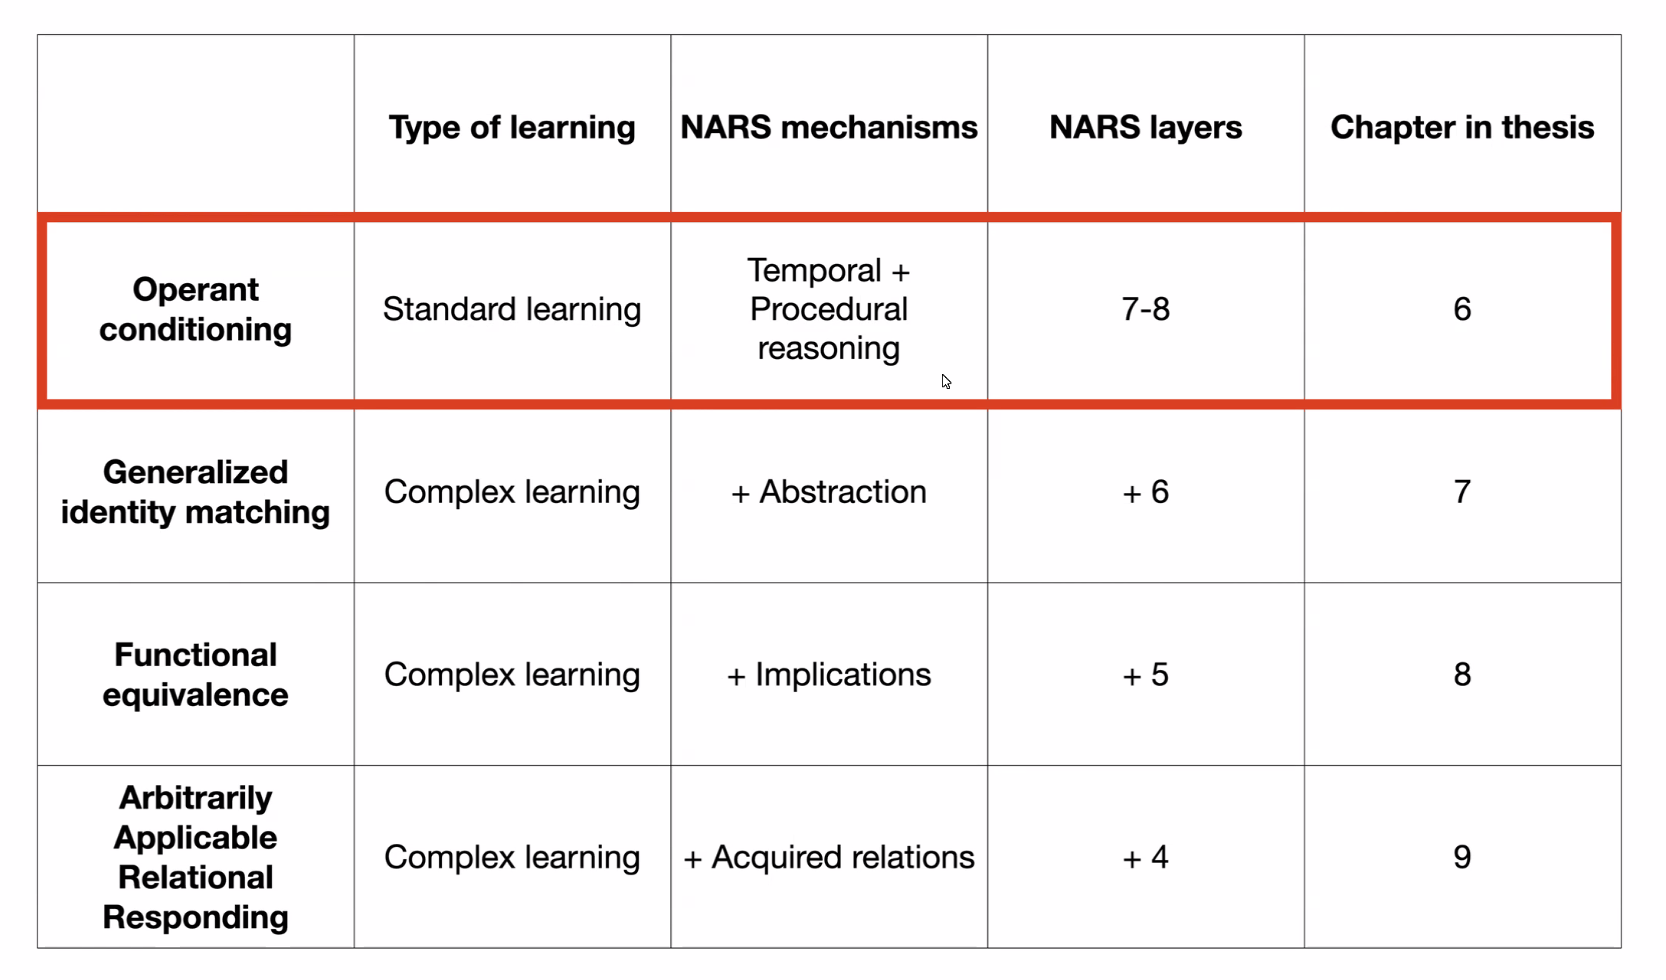 Type of learning
NARS mechanisms
NARS layers
Chapter in thesis
Operant
conditioning
Standard learning
Temporal +
Procedural
reasoning
7-8
6
Generalized
identity matching
Complex learning
+ Abstraction
+ 6
7
Functional
equivalence
Complex learning
+ Implications
+ 5
8
Arbitrarily
Applicable
Relational
Responding
Complex learning
+ Acquired relations
+ 4
9